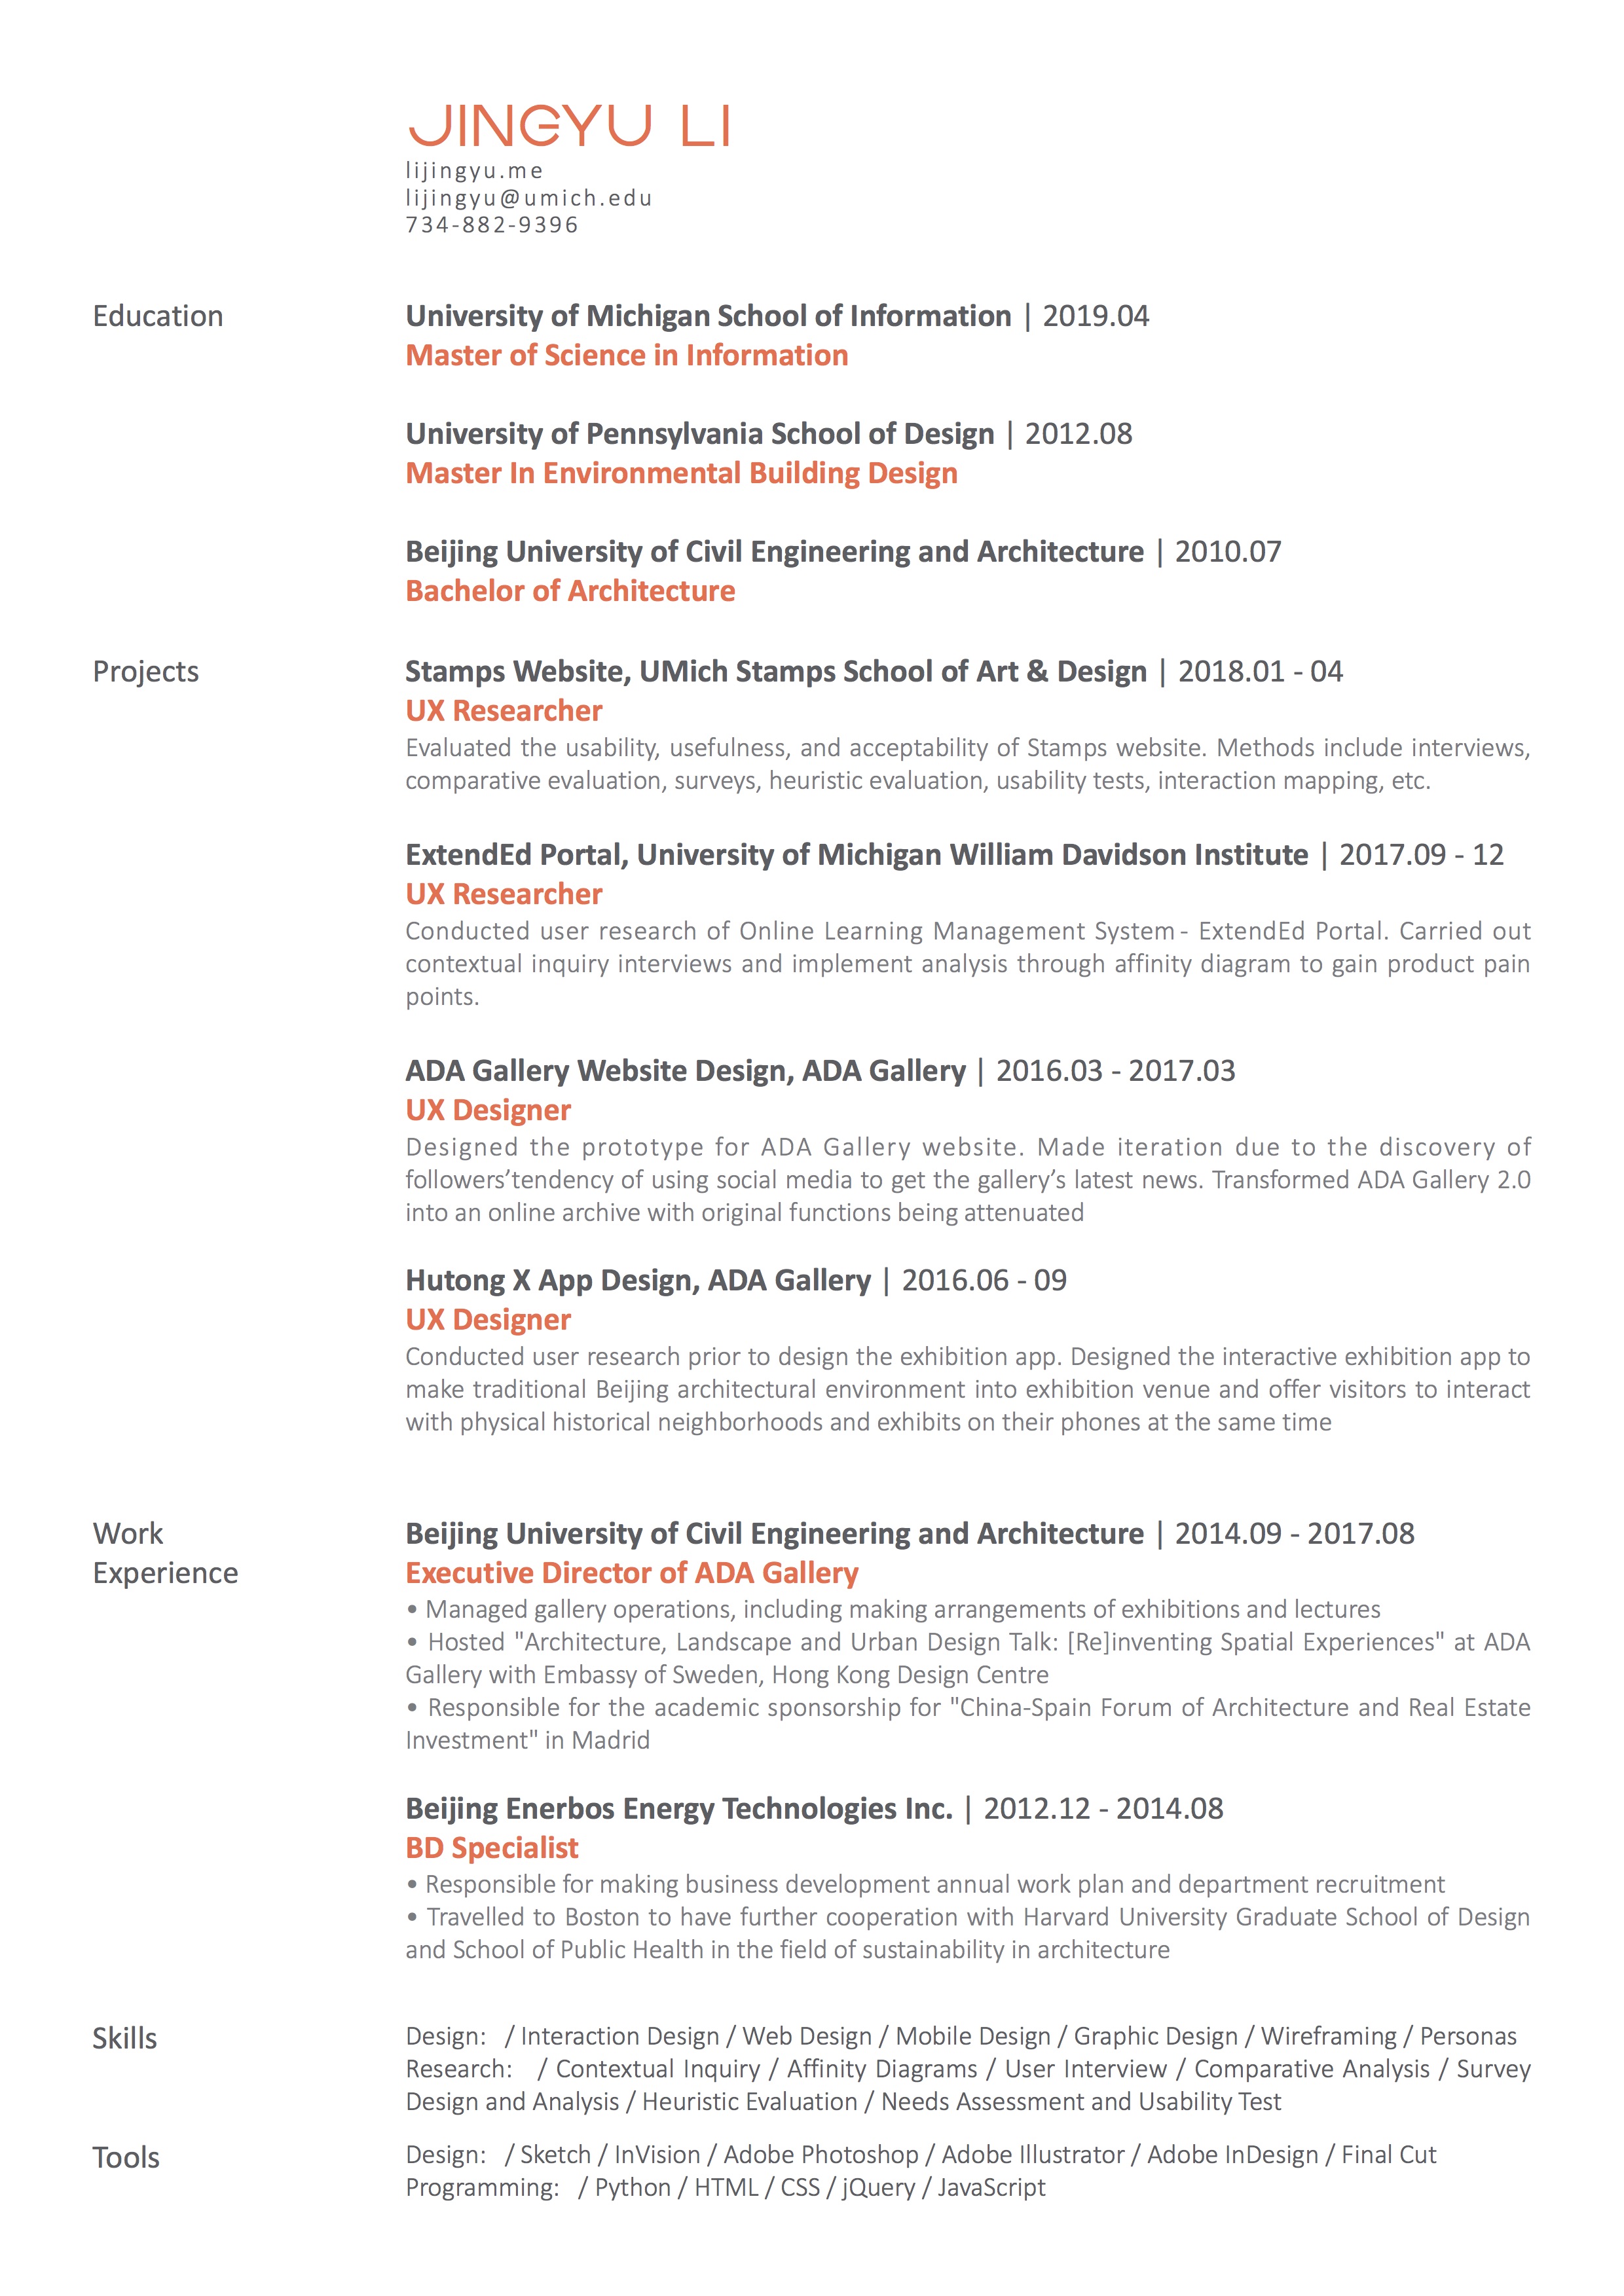 JINGYU LI
lijingyu.me
lijingyu@umich.edu
734-882-9396
Education
University of Michigan School of Information | 2019.04
Master of Science in Information
University of Pennsylvania School of Design | 2012.08
Master In Environmental Building Design
Beijing University of Civil Engineering and Architecture | 2010.07
Bachelor of Architecture
Projects
Stamps Website, UMich Stamps School of Art & Design | 2018.01 - 04
UX Researcher
Evaluated the usability, usefulness, and acceptability of Stamps website. Methods include interviews,
comparative evaluation, surveys, heuristic evaluation, usability tests, interaction mapping, etc.
ExtendEd Portal, University of Michigan William Davidson Institute | 2017.09 - 12
UX Researcher
Conducted user research of Online Learning Management System - ExtendEd Portal. Carried out
contextual inquiry interviews and implement analysis through affinity diagram to gain product pain
points.
ADA Gallery Website Design, ADA Gallery | 2016.03 - 2017.03
UX Designer
Designed the prototype for ADA Gallery website. Made iteration due to the discovery of
followers’tendency of using social media to get the gallery’s latest news. Transformed ADA Gallery 2.0
into an online archive with original functions being attenuated
Hutong X App Design, ADA Gallery | 2016.06 - 09
UX Designer
Conducted user research prior to design the exhibition app. Designed the interactive exhibition app to
make traditional Beijing architectural environment into exhibition venue and offer visitors to interact
with physical historical neighborhoods and exhibits on their phones at the same time
Work
Experience
Beijing University of Civil Engineering and Architecture | 2014.09 - 2017.08
Executive Director of ADA Gallery
• Managed gallery operations, including making arrangements of exhibitions and lectures
• Hosted "Architecture, Landscape and Urban Design Talk: [Re]inventing Spatial Experiences" at ADA
Gallery with Embassy of Sweden, Hong Kong Design Centre
• Responsible for the academic sponsorship for "China-Spain Forum of Architecture and Real Estate
Investment" in Madrid
Beijing Enerbos Energy Technologies Inc. | 2012.12 - 2014.08
BD Specialist
• Responsible for making business development annual work plan and department recruitment
• Travelled to Boston to have further cooperation with Harvard University Graduate School of Design
and School of Public Health in the field of sustainability in architecture
Skills
Design: / Interaction Design / Web Design / Mobile Design / Graphic Design / Wireframing / Personas
Research: / Contextual Inquiry / Affinity Diagrams / User Interview / Comparative Analysis / Survey
Design and Analysis / Heuristic Evaluation / Needs Assessment and Usability Test
Tools
Design: / Sketch / InVision / Adobe Photoshop / Adobe Illustrator / Adobe InDesign / Final Cut
Programming: / Python / HTML / CSS / jQuery / JavaScript